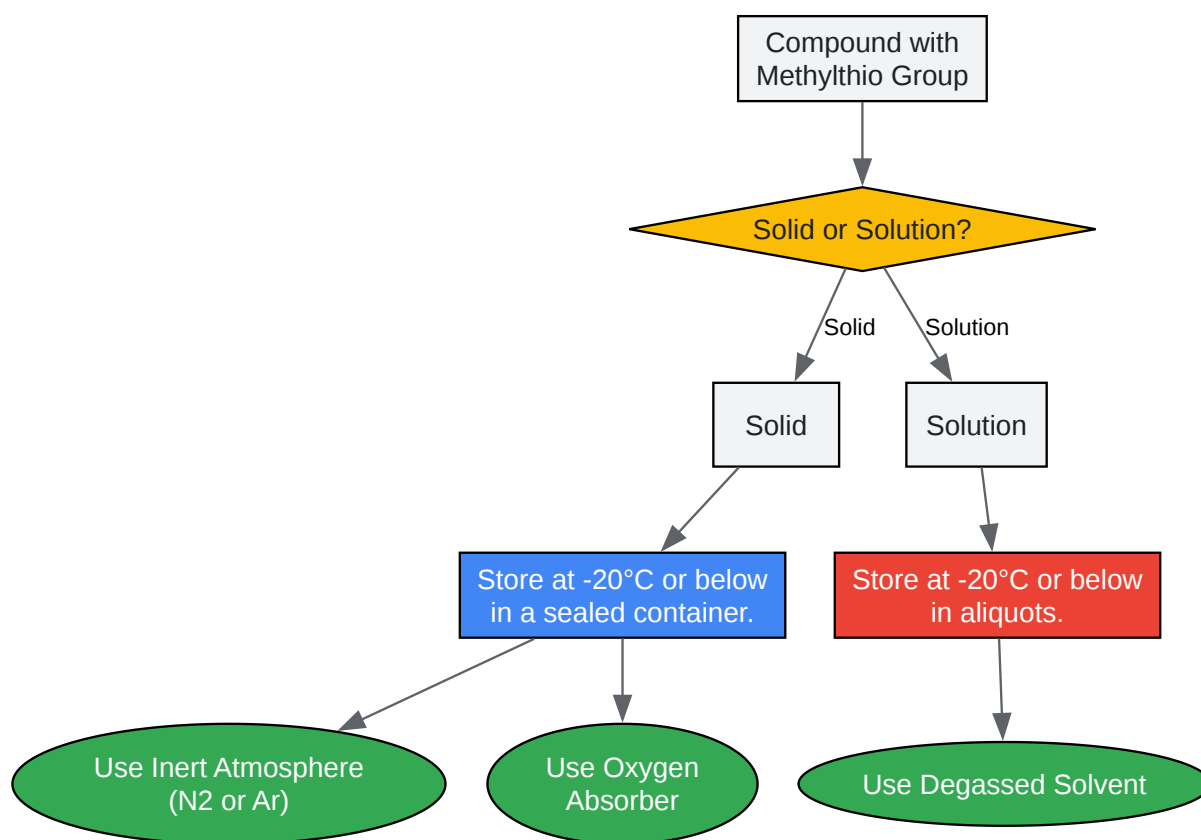 Compound with
Methylthio Group
Solid or Solution?
Solid
Solution
Solid
Solution
Store at -20°C or below
in a sealed container.
Store at -20°C or below
in aliquots.
Use Inert Atmosphere
(N2 or Ar)
Use Oxygen
Absorber
Use Degassed Solvent